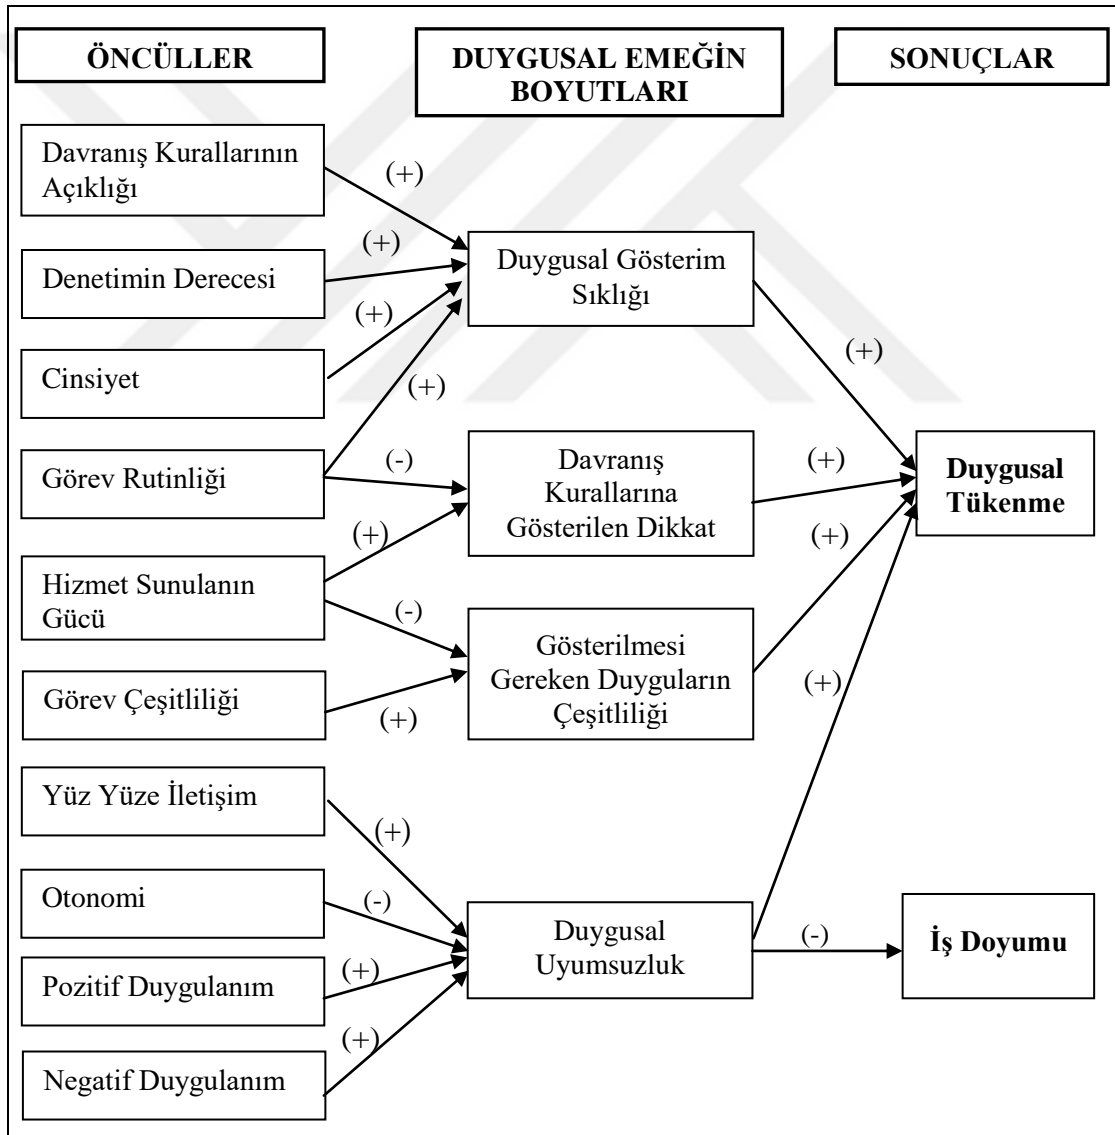 ÖNCÜLLER
DUYGUSAL EMEĞİN
BOYUTLARI
SONUÇLAR
Davranış Kurallarının
Açıklığı
(+)
Denetimin Derecesi
(+)
Cinsiyet
(+)
Görev Rutinliği
(+)
(-)
Hizmet Sunulanın
Gücü
(+)
(-)
Görev Çeşitliliği
(+)
Yüz Yüze İletişim
(+)
Otonomi
(-)
Pozitif Duygulanım
(+)
Negatif Duygulanım
(+)
Duygusal Gösterim
Sıklığı
(+)
Davranış
Kurallarına
Gösterilen Dikkat
(+)
Gösterilmesi
Gereken Duyguların
Çeşitliliği
(+)
Duygusal
Uyumsuzluk
(+)
(-)
Duygusal
Tükenme
İş Doyumu